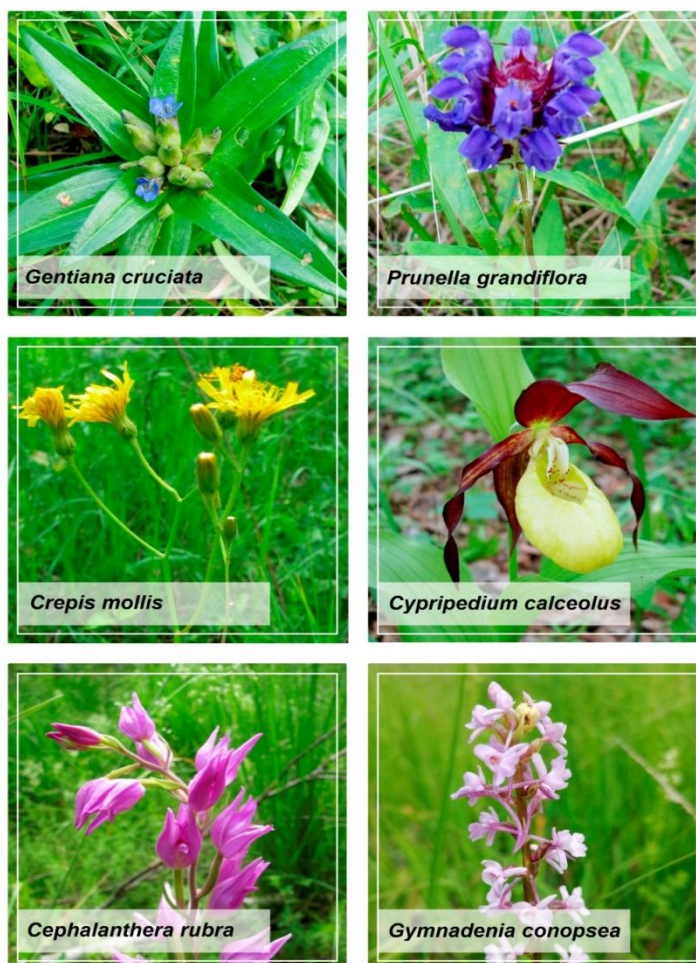 Gentiana cruciata
Prunella grandiflora
Crepis mollis
Cypripedium calceolus
Cephalanthera rubra
Gymnadenia conopsea